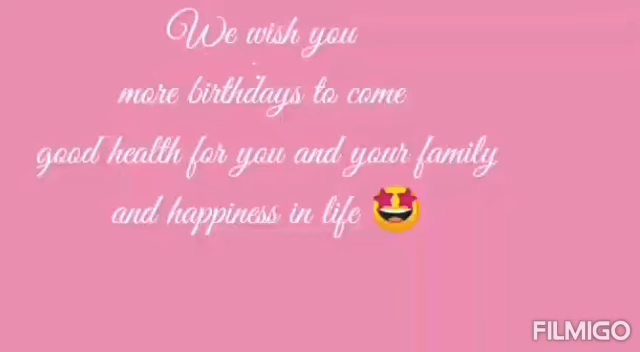 We wish you
more birthdays to come
good health for you and your family
and happiness in life 🤩
FILMIGO